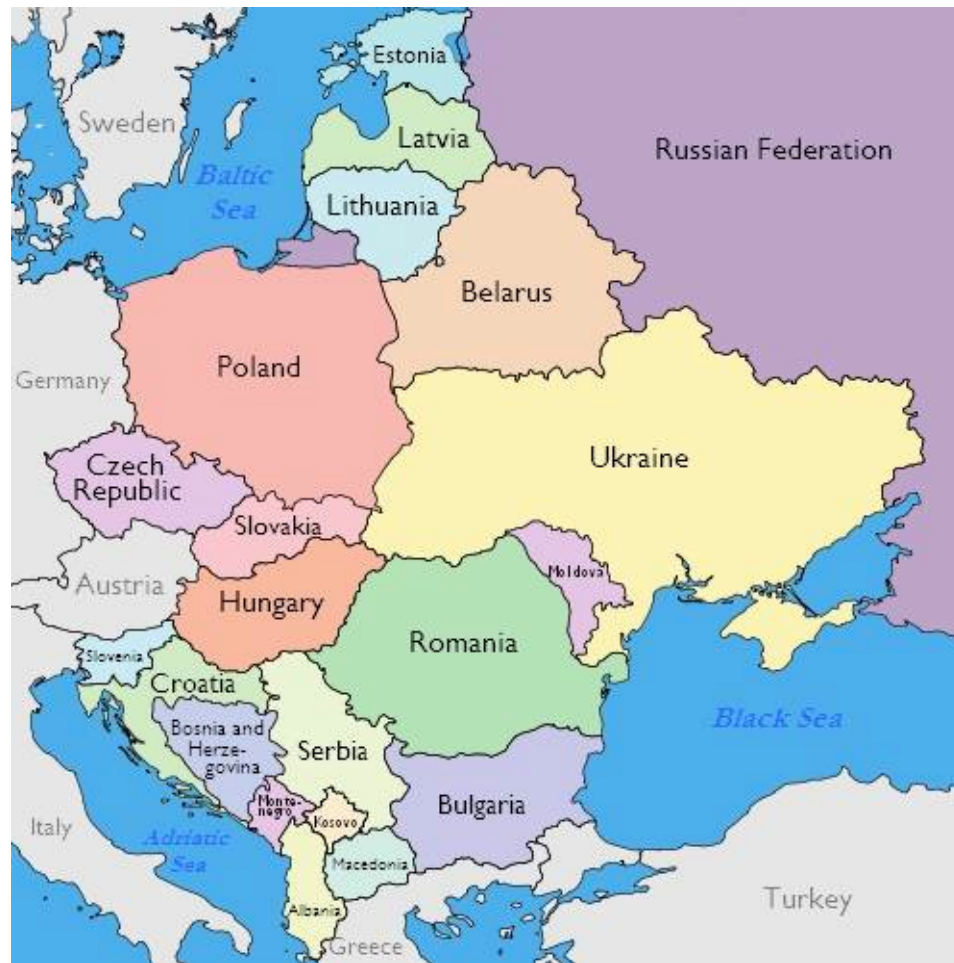 Estonia
Sweden
Latvia
Russian Federation
Baltic
Sea
Lithuania
Belarus
Poland
Germany
Ukraine
Czech
Republic
Slovakia
Moldova
Austria
Hungary
Romania
Slovenia
Croatia
Black Sea
Bosnia and
Herze-
govina
Serbia
Monte-
negro
Kosovo
Bulgaria
Italy
Adriatic
Sea
Macedonia
Turkey
Albania
Greece